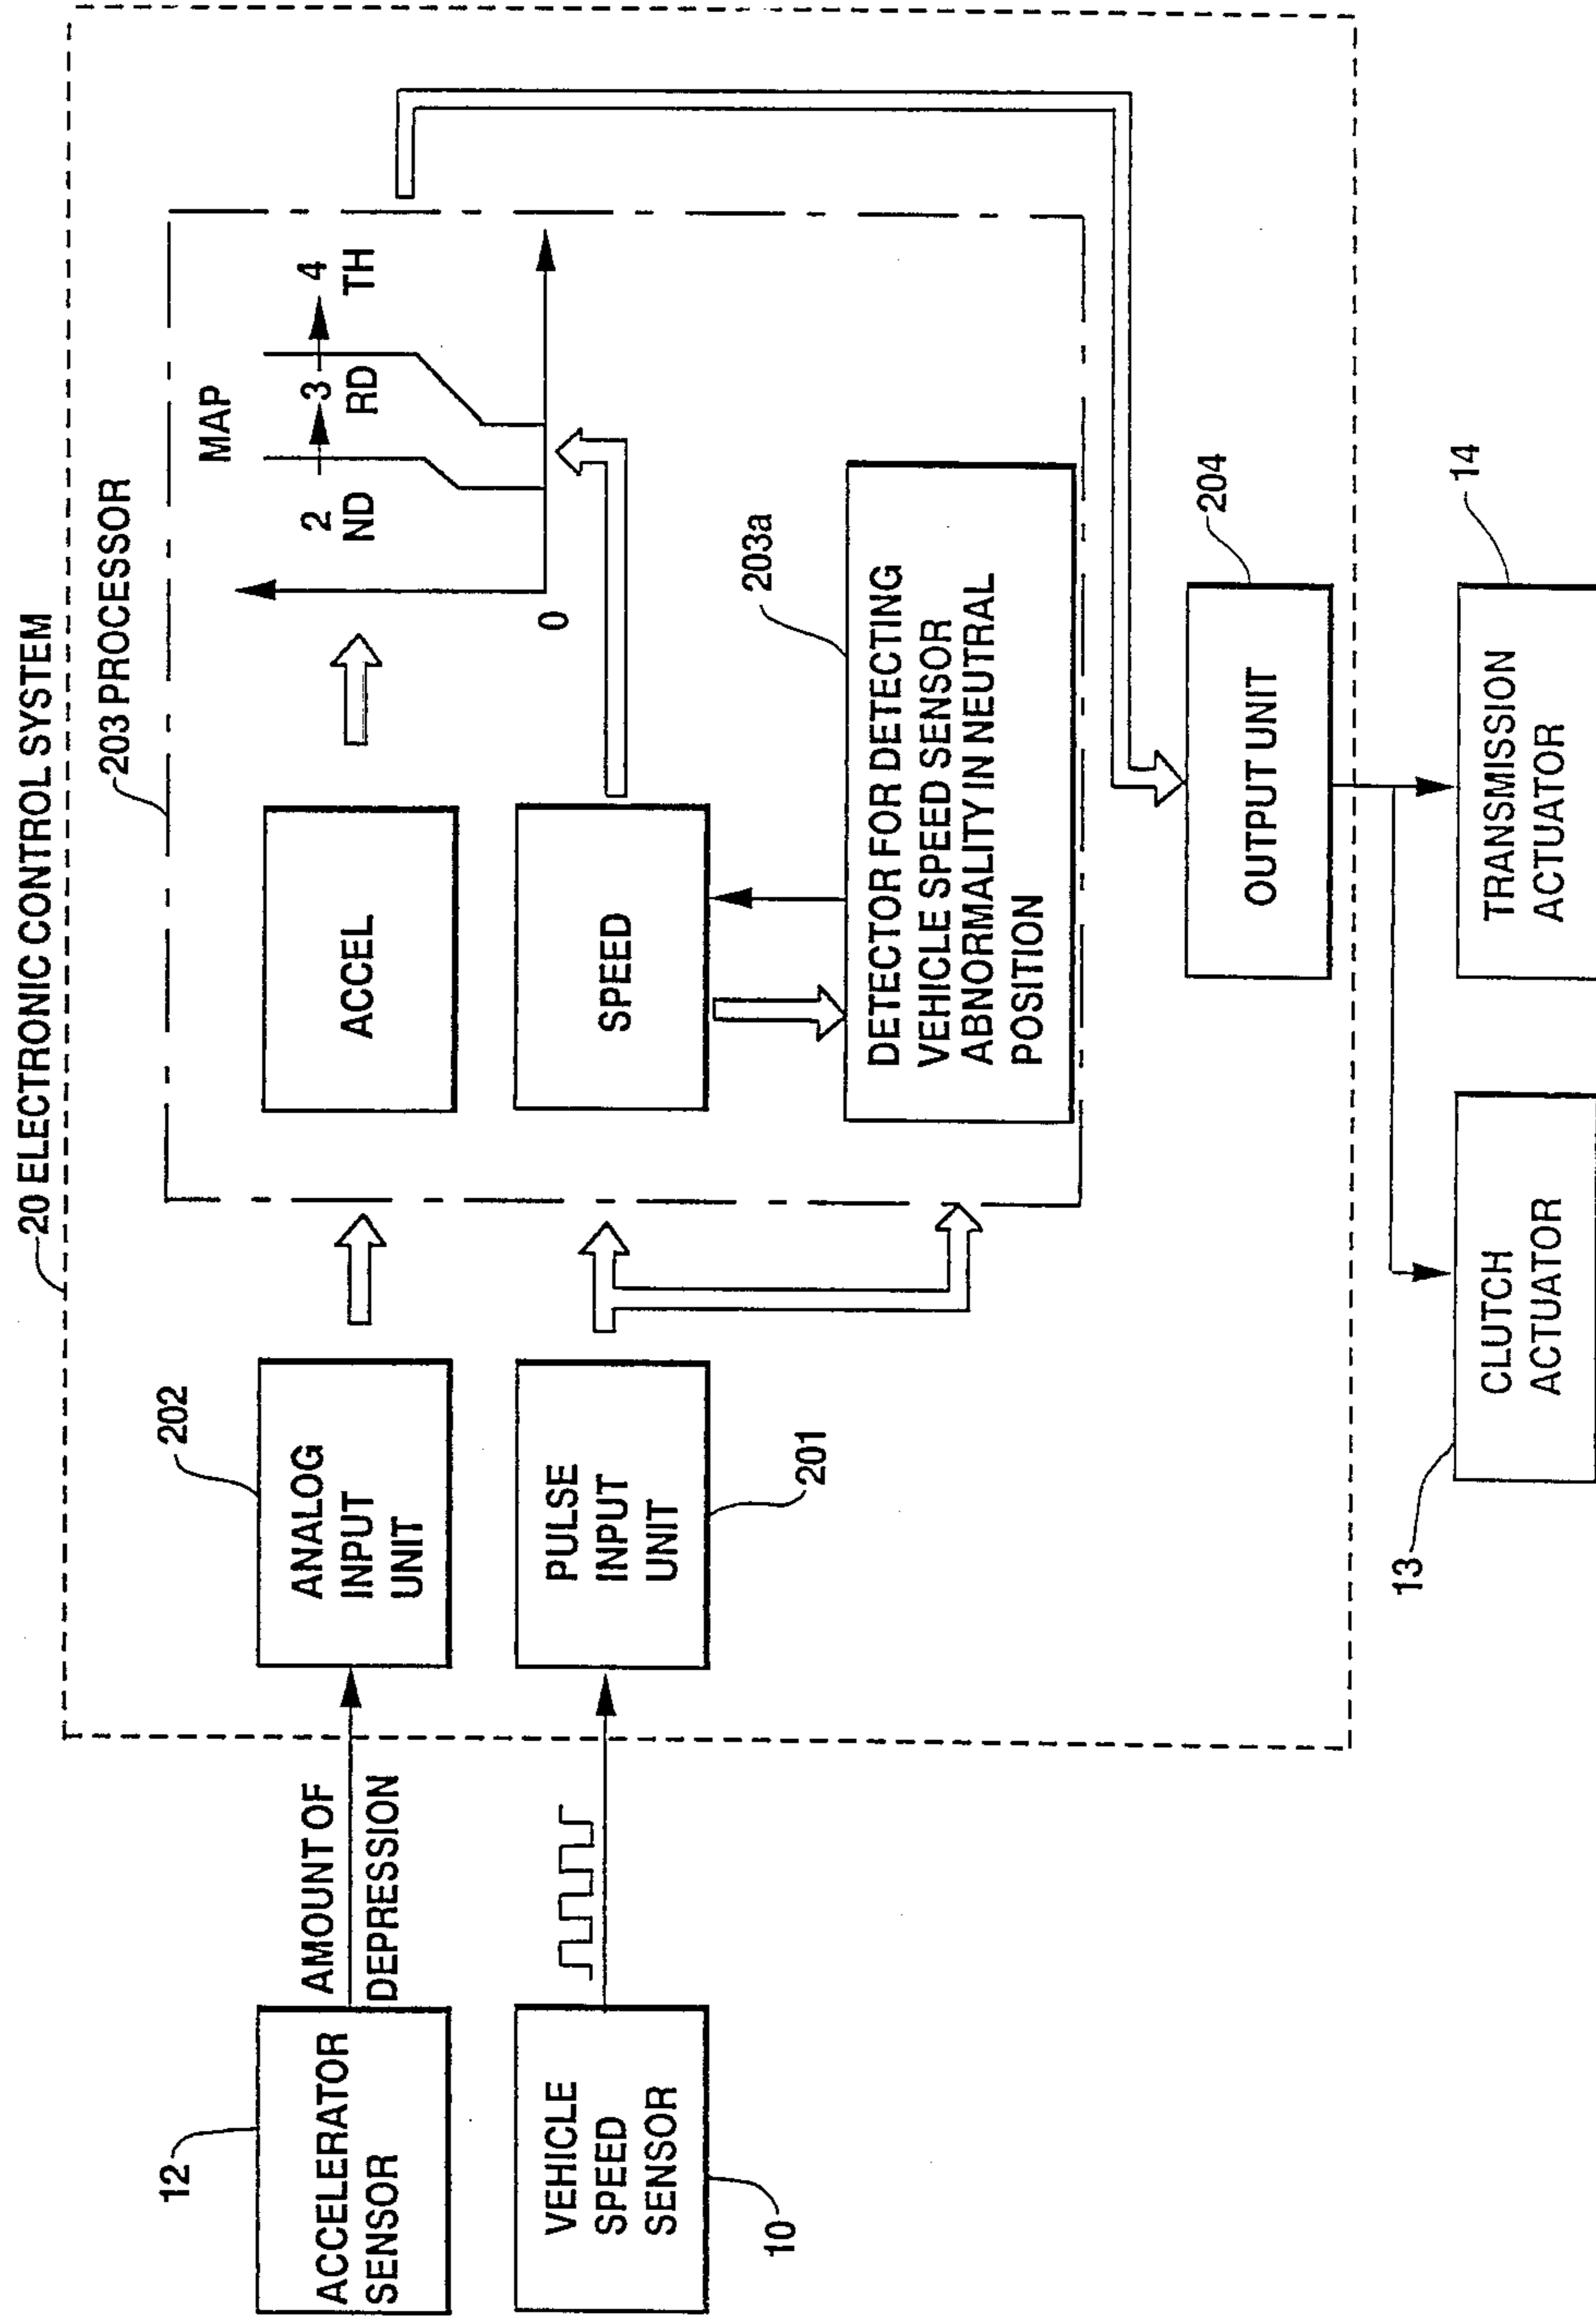 20 ELECTRONIC CONTROL SYSTEM
203 PROCESSOR
MAP
2
ND
3
RD
4
TH
0
12
ACCELERATOR
SENSOR
AMOUNT OF
DEPRESSION
202
ANALOG
INPUT
UNIT
ACCEL
VEHICLE
SPEED
SENSOR
10
PULSE
INPUT
UNIT
201
SPEED
203a
DETECTOR FOR DETECTING
VEHICLE SPEED SENSOR
ABNORMALITY IN NEUTRAL
POSITION
204
OUTPUT UNIT
13
CLUTCH
ACTUATOR
14
TRANSMISSION
ACTUATOR